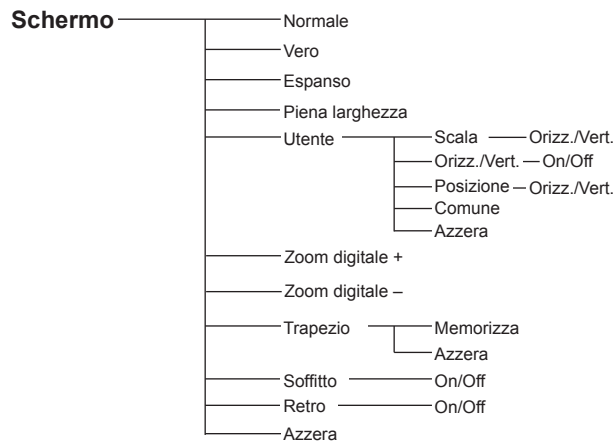 Schermo Normale
Vero
Espanso
Piena larghezza
Utente Scala Orizz./Vert.
Orizz./Vert. On/Off
Posizione Orizz./Vert.
Comune
Azzera
Zoom digitale +
Zoom digitale –
Trapezio Memorizza
Azzera
Soffitto On/Off
Retro On/Off
Azzera